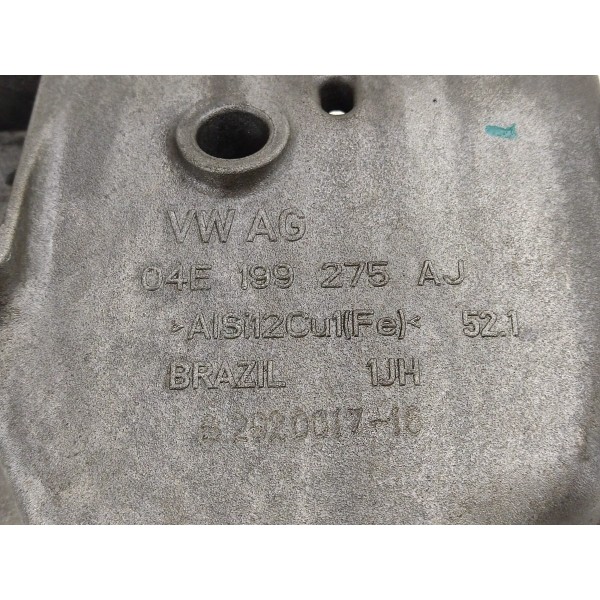 VW AG
04E 199 275 AJ
>AlSi12Cu1(Fe)< 52.1
BRAZIL 1JH